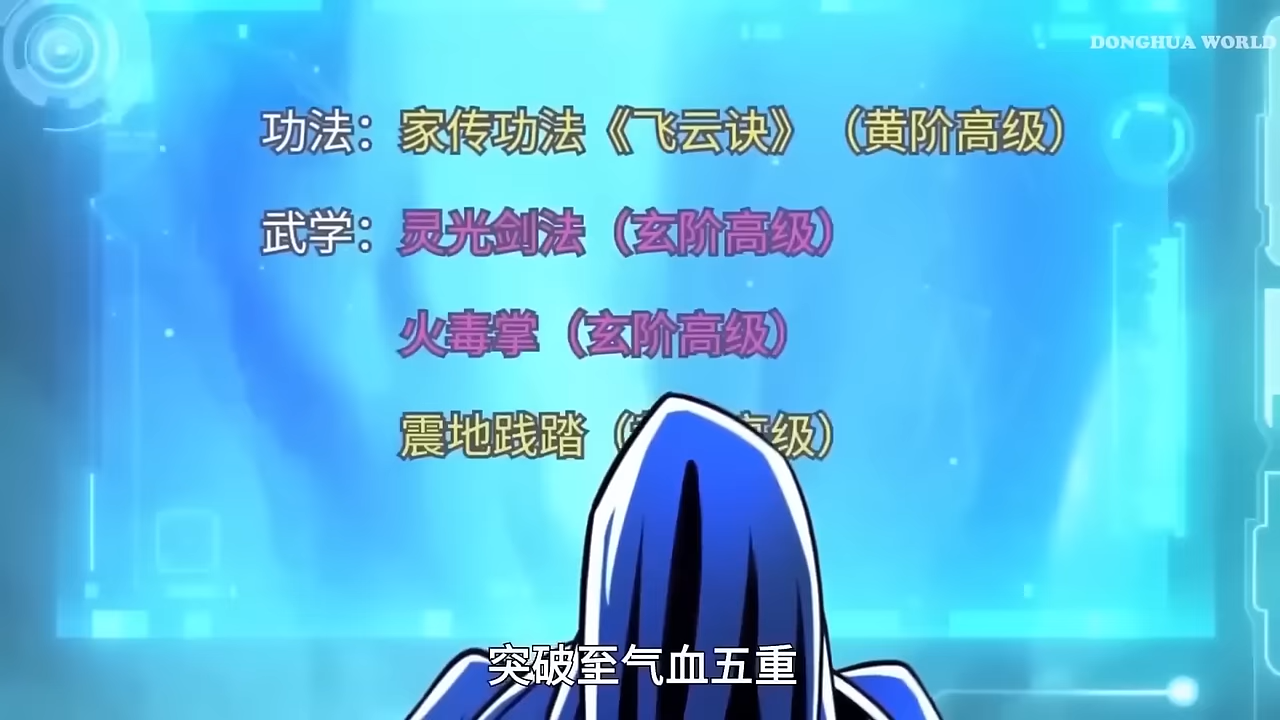 DONGHUA WORLD
功法：家传功法《飞云诀》（黄阶高级）
武学：灵光剑法（玄阶高级）
火毒掌（玄阶高级）
震地践踏（级）
突破至气血五重